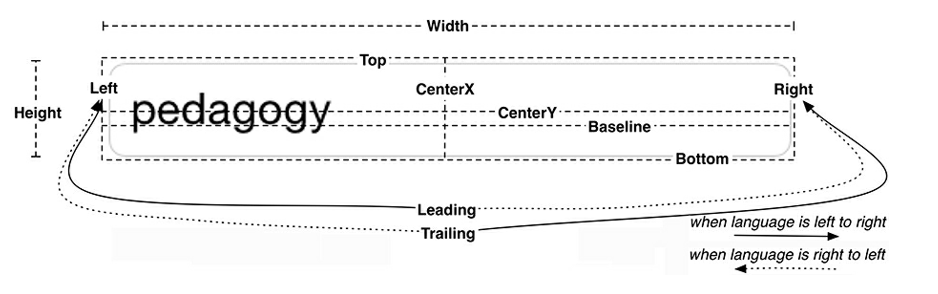 Width
Top
Left
CenterX
Right
Height
pedagogy
CenterY
Baseline
Bottom
Leading
Trailing
when language is left to right
when language is right to left